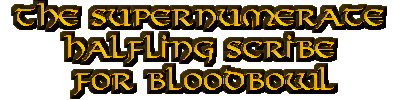 THE SUPERNUMERATE
HALFLING SCRIBE
FOR BLOODBOWL